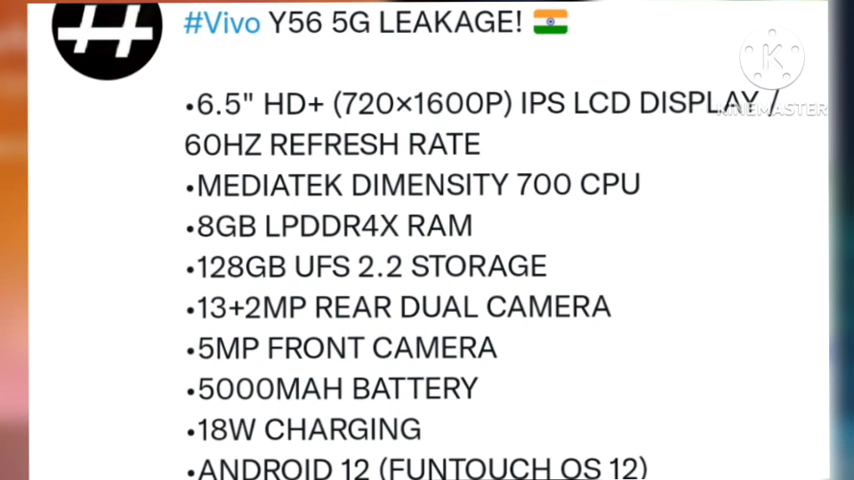 #Vivo Y56 5G LEAKAGE! 🇮🇳
K
KINEMASTER
•6.5" HD+ (720×1600P) IPS LCD DISPLAY /
60HZ REFRESH RATE
•MEDIATEK DIMENSITY 700 CPU
•8GB LPDDR4X RAM
•128GB UFS 2.2 STORAGE
•13+2MP REAR DUAL CAMERA
•5MP FRONT CAMERA
•5000MAH BATTERY
•18W CHARGING
•ANDROID 12 (FUNTOUCH OS 12)